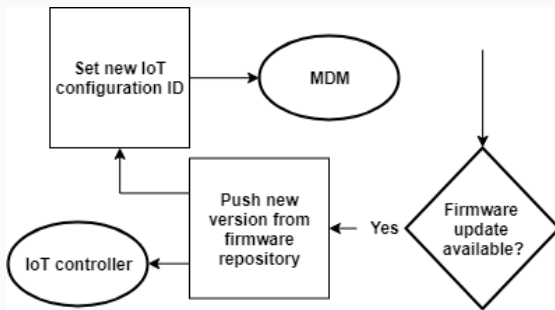 Set new IoT
configuration ID
MDM
Push new
version from
firmware
repository
Yes
Firmware
update
available?
IoT controller